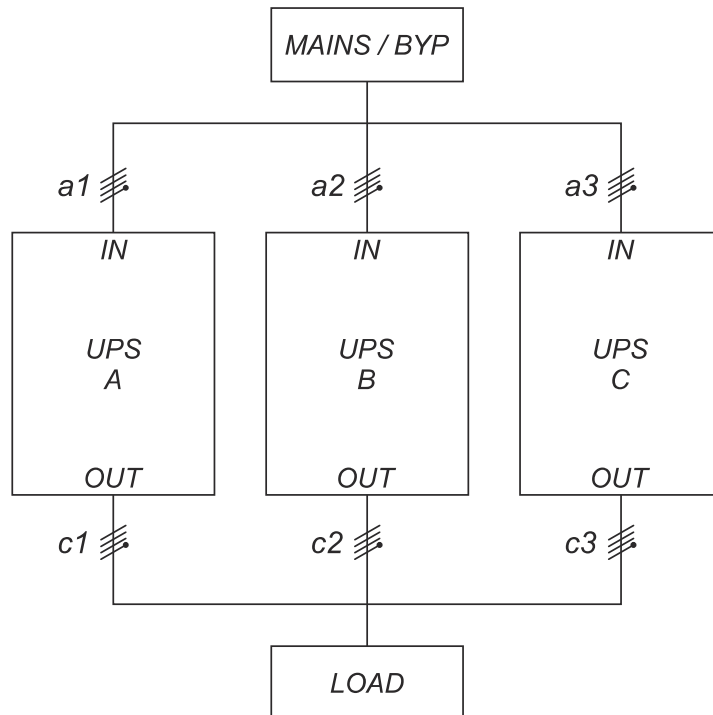 MAINS / BYP
a1
a2
a3
IN
IN
IN
UPS
A
UPS
B
UPS
C
OUT
OUT
OUT
c1
c2
c3
LOAD